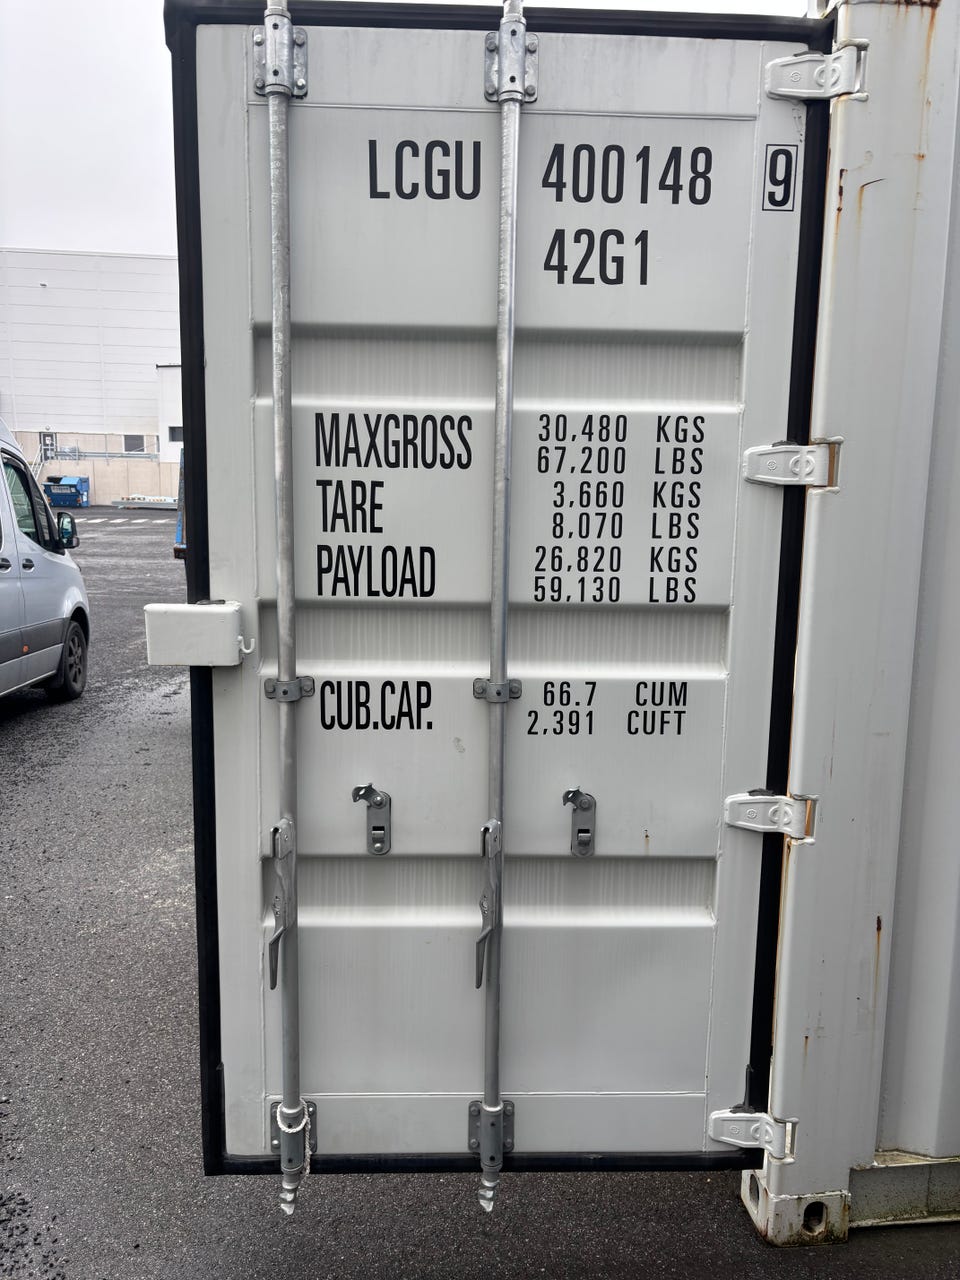 LCGU 400148 9
42G1
MAXGROSS 30,480 KGS
67,200 LBS
TARE 3,660 KGS
8,070 LBS
PAYLOAD 26,820 KGS
59,130 LBS
CUB.CAP. 66.7 CUM
2,391 CUFT